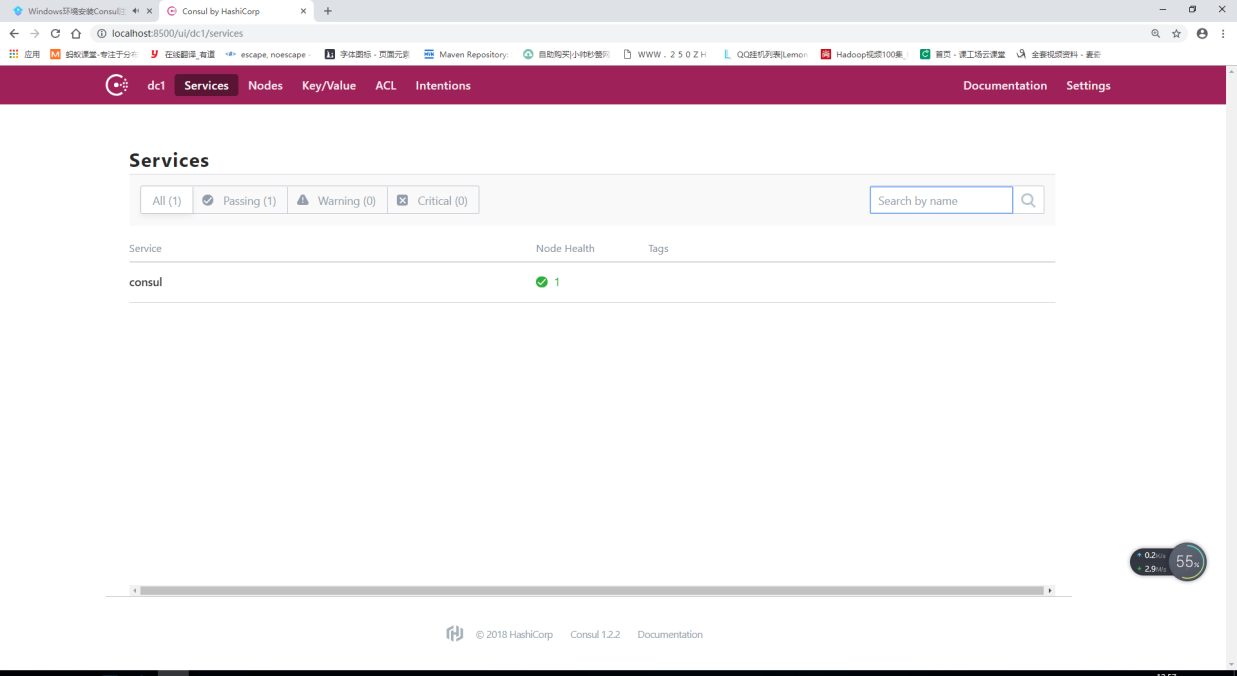 Windows环境安装Consul注
Consul by HashiCorp
localhost:8500/ui/dc1/services
应用
蚂蚁课堂-专注于分布
在线翻译_有道
escape, noescape -
字体图标 - 页面元素
Maven Repository:
自助购买|小帅秒赞网
WWW . 2 5 0 Z H
QQ挂机列表|Lemon
Hadoop视频100集_
首页 - 课工场云课堂
全套视频资料 - 麦奇
dc1
Services
Nodes
Key/Value
ACL
Intentions
Documentation
Settings
Services
All (1)
Passing (1)
Warning (0)
Critical (0)
Search by name
Service
Node Health
Tags
consul
1
0.2K/s
2.9M/s
55%
© 2018 HashiCorp
Consul 1.2.2
Documentation